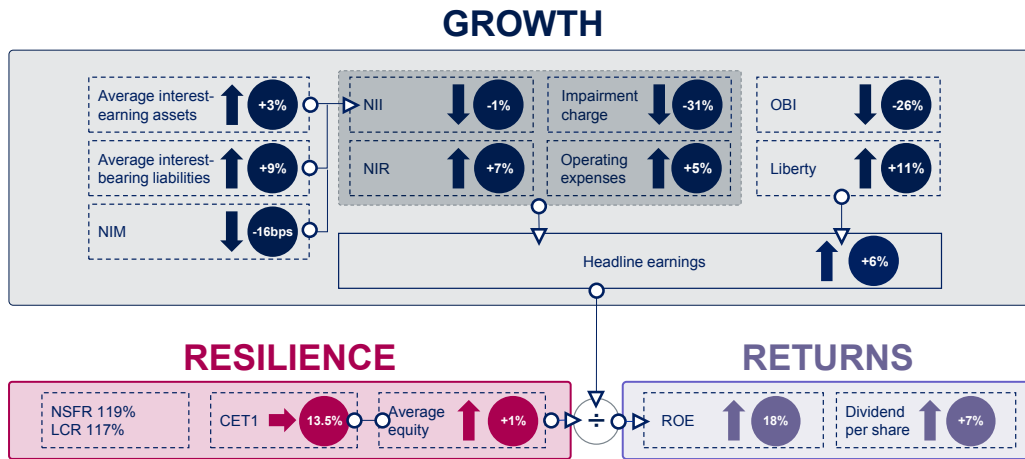 GROWTH
Average interest-
earning assets
+3%
NII
-1%
Impairment
charge
-31%
OBI
-26%
Average interest-
bearing liabilities
+9%
NIR
+7%
Operating
expenses
+5%
Liberty
+11%
NIM
-16bps
Headline earnings
+6%
RESILIENCE
RETURNS
NSFR 119%
LCR 117%
CET1
13.5%
Average
equity
+1%
÷
ROE
18%
Dividend
per share
+7%